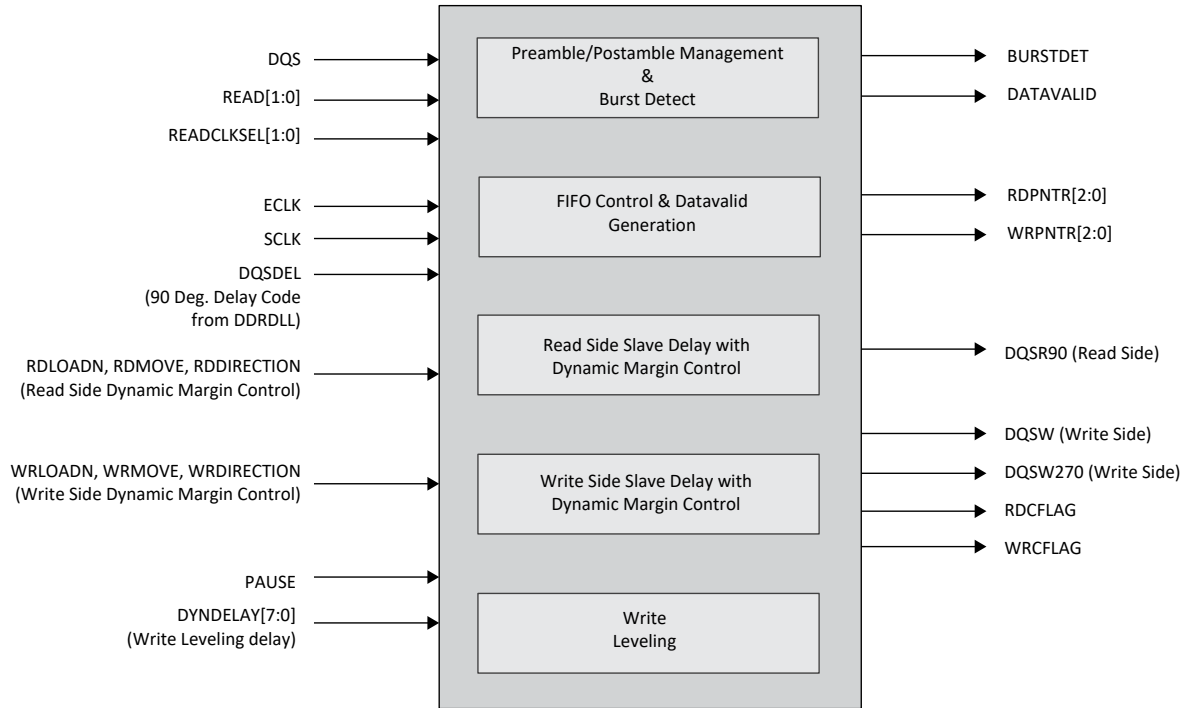 DQS
READ[1:0]
READCLKSEL[1:0]
ECLK
SCLK
DQSDEL
(90 Deg. Delay Code
from DDRDLL)
RDLOADN, RDMOVE, RDDIRECTION
(Read Side Dynamic Margin Control)
WRLOADN, WRMOVE, WRDIRECTION
(Write Side Dynamic Margin Control)
PAUSE
DYNDELAY[7:0]
(Write Leveling delay)
Preamble/Postamble Management
&
Burst Detect
FIFO Control & Datavalid
Generation
Read Side Slave Delay with
Dynamic Margin Control
Write Side Slave Delay with
Dynamic Margin Control
Write
Leveling
BURSTDET
DATAVALID
RDPNTR[2:0]
WRPNTR[2:0]
DQSR90 (Read Side)
DQSW (Write Side)
DQSW270 (Write Side)
RDCFLAG
WRCFLAG